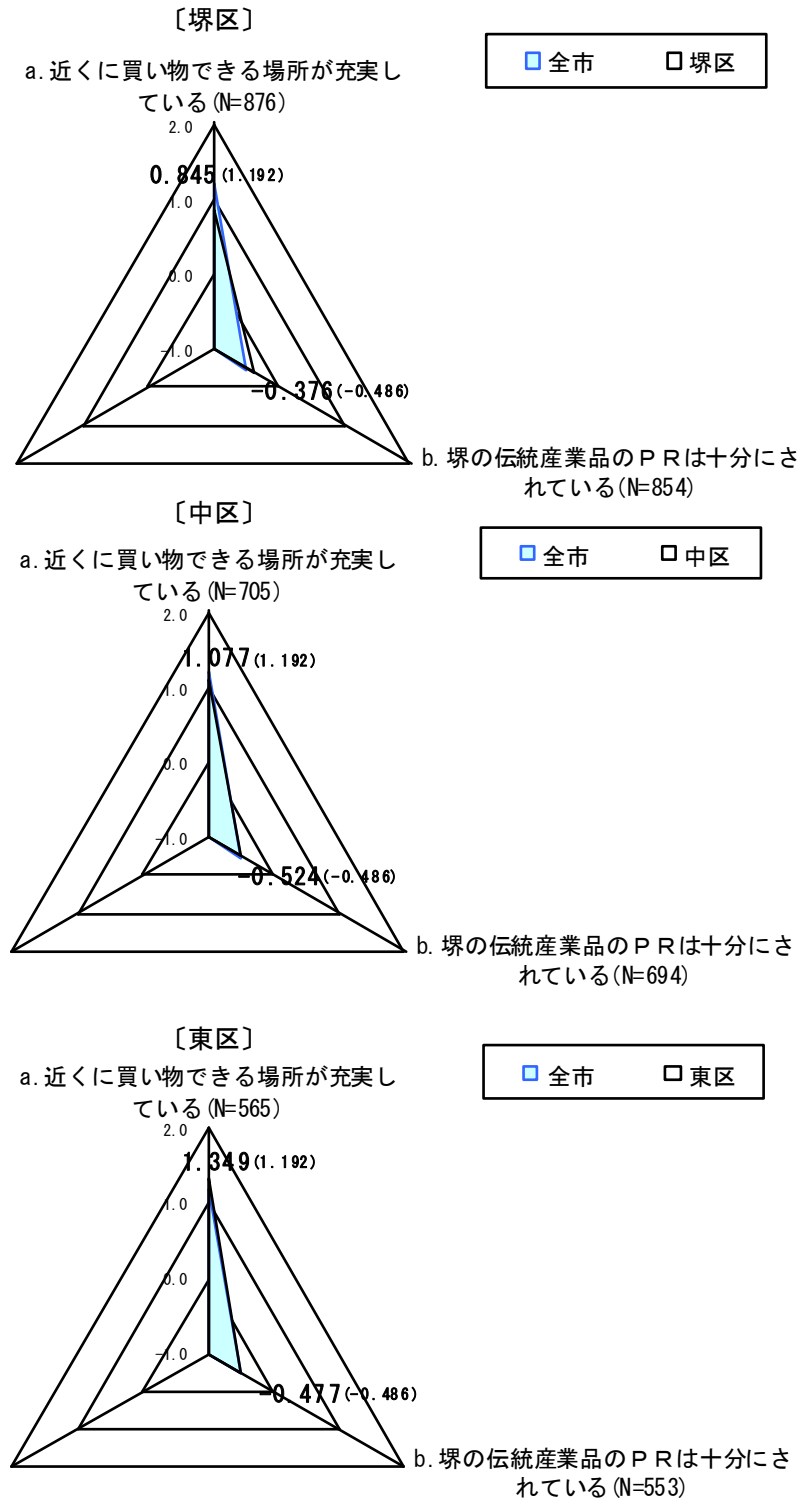 〔堺区〕
全市 堺区
a.近くに買い物できる場所が充実し
ている(N=876)
2.0
0.845(1.192)
1.0
0.0
-1.0
-0.376(-0.486)
b.堺の伝統産業品のＰＲは十分にさ
れている(N=854)
〔中区〕
全市 中区
a.近くに買い物できる場所が充実し
ている(N=705)
2.0
1.077(1.192)
1.0
0.0
-1.0
-0.524(-0.486)
b.堺の伝統産業品のＰＲは十分にさ
れている(N=694)
〔東区〕
全市 東区
a.近くに買い物できる場所が充実し
ている(N=565)
2.0
1.349(1.192)
1.0
0.0
-1.0
-0.477(-0.486)
b.堺の伝統産業品のＰＲは十分にさ
れている(N=553)